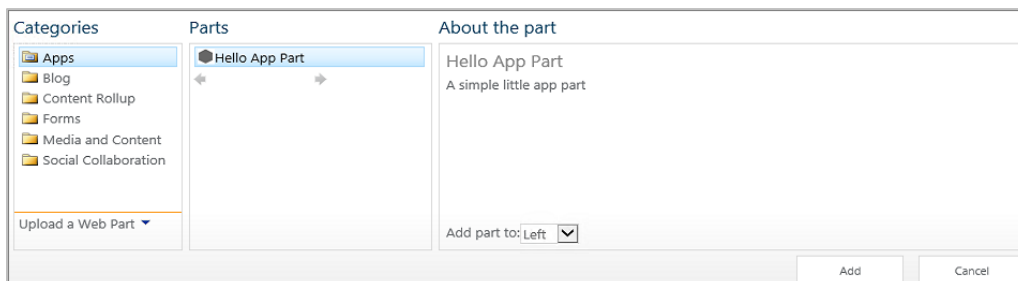 Categories
Apps
Blog
Content Rollup
Forms
Media and Content
Social Collaboration
Upload a Web Part
Parts
Hello App Part
About the part
Hello App Part
A simple little app part
Add part to: Left
Add
Cancel